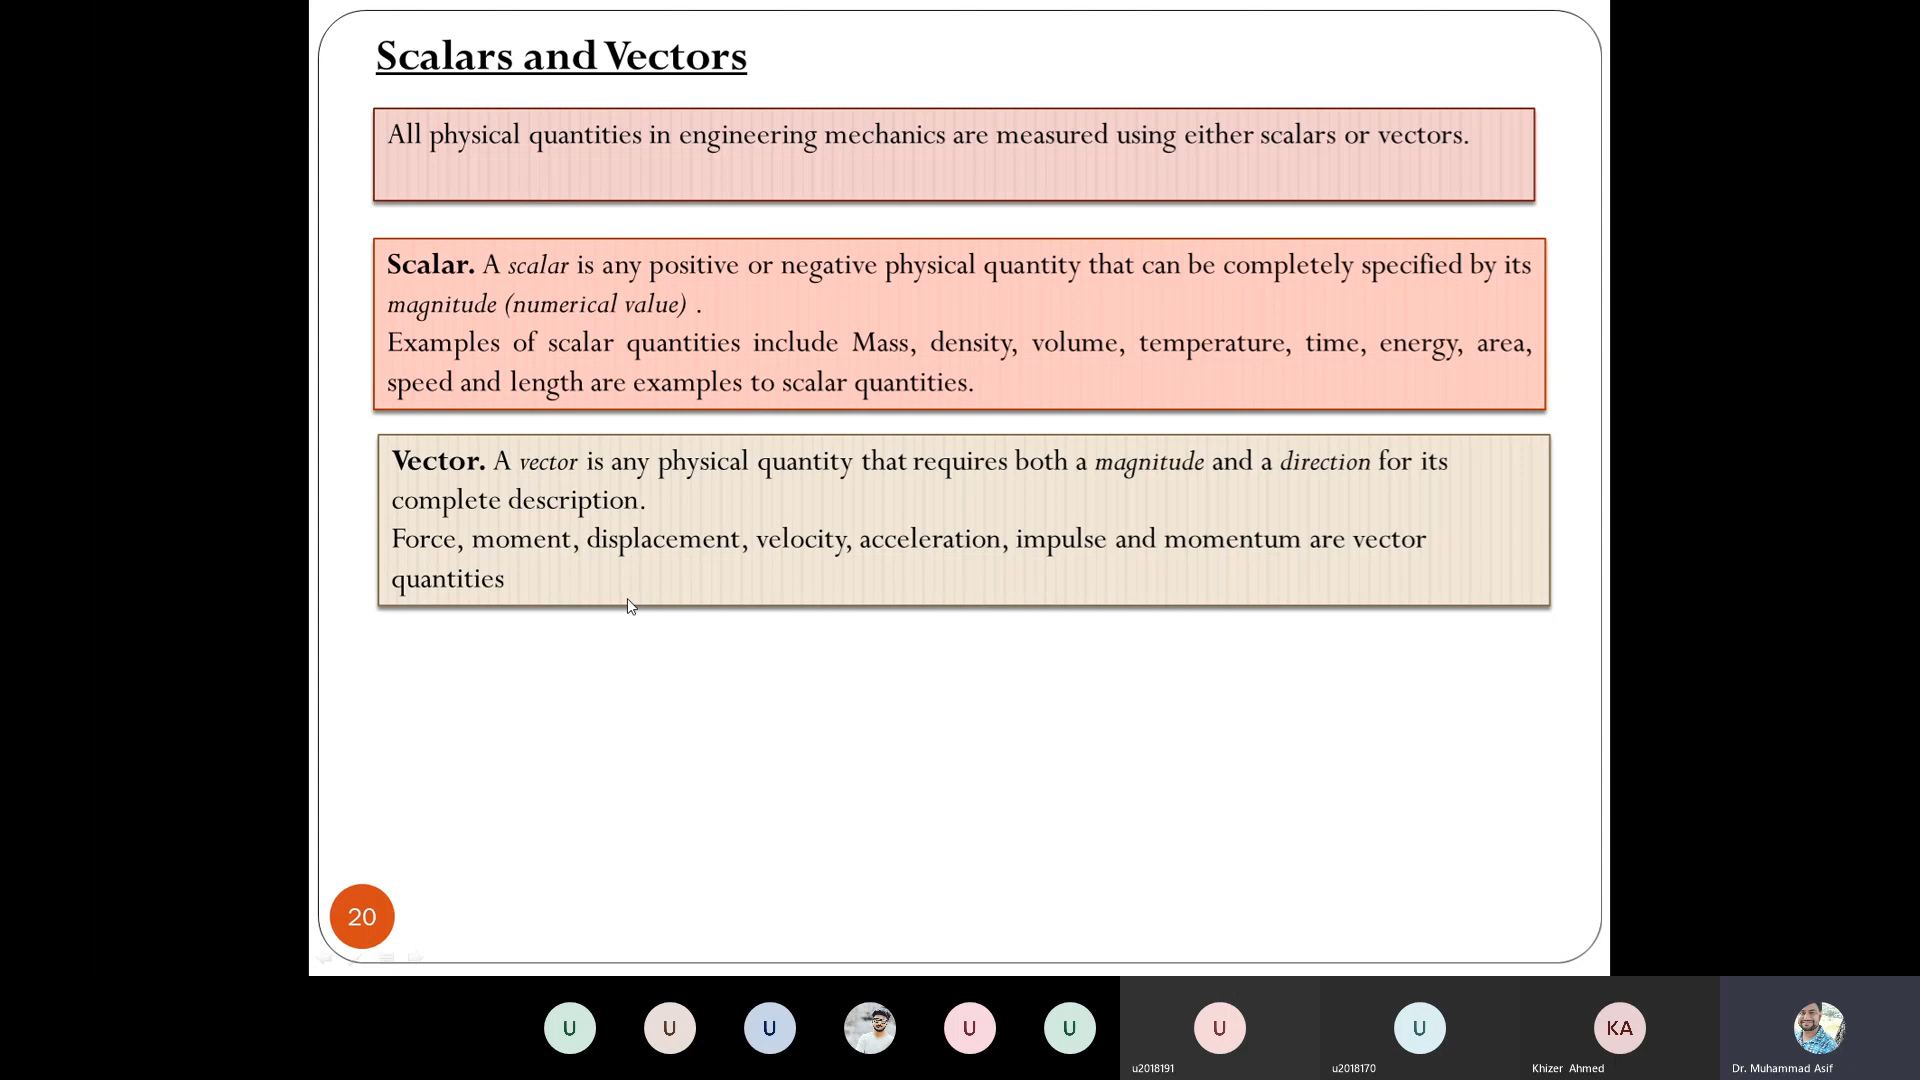 Scalars and Vectors
All physical quantities in engineering mechanics are measured using either scalars or vectors.
Scalar. A scalar is any positive or negative physical quantity that can be completely specified by its
magnitude (numerical value) .
Examples of scalar quantities include Mass, density, volume, temperature, time, energy, area,
speed and length are examples to scalar quantities.
Vector. A vector is any physical quantity that requires both a magnitude and a direction for its
complete description.
Force, moment, displacement, velocity, acceleration, impulse and momentum are vector
quantities
20
U
U
U
U
U
U
U
KA
u2018191
u2018170
Khizer Ahmed
Dr. Muhammad Asif